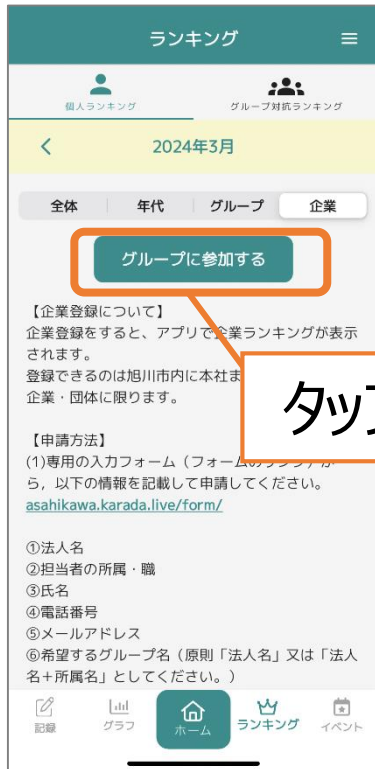 ランキング
個人ランキング
グループ対抗ランキング
2024年3月
全体 年代 グループ 企業
グループに参加する
【企業登録について】
企業登録をすると、アプリで企業ランキングが表示
されます。
登録できるのは旭川市内に本社ま
企業・団体に限ります。
タップ
【申請方法】
(1)専用の入力フォーム（フォームのリンク）か
ら，以下の情報を記載して申請してください。
asahikawa.karada.live/form/
①法人名
②担当者の所属・職
③氏名
④電話番号
⑤メールアドレス
⑥希望するグループ名（原則「法人名」又は「法人
名＋所属名」としてください。）
記録 グラフ ホーム ランキング イベント